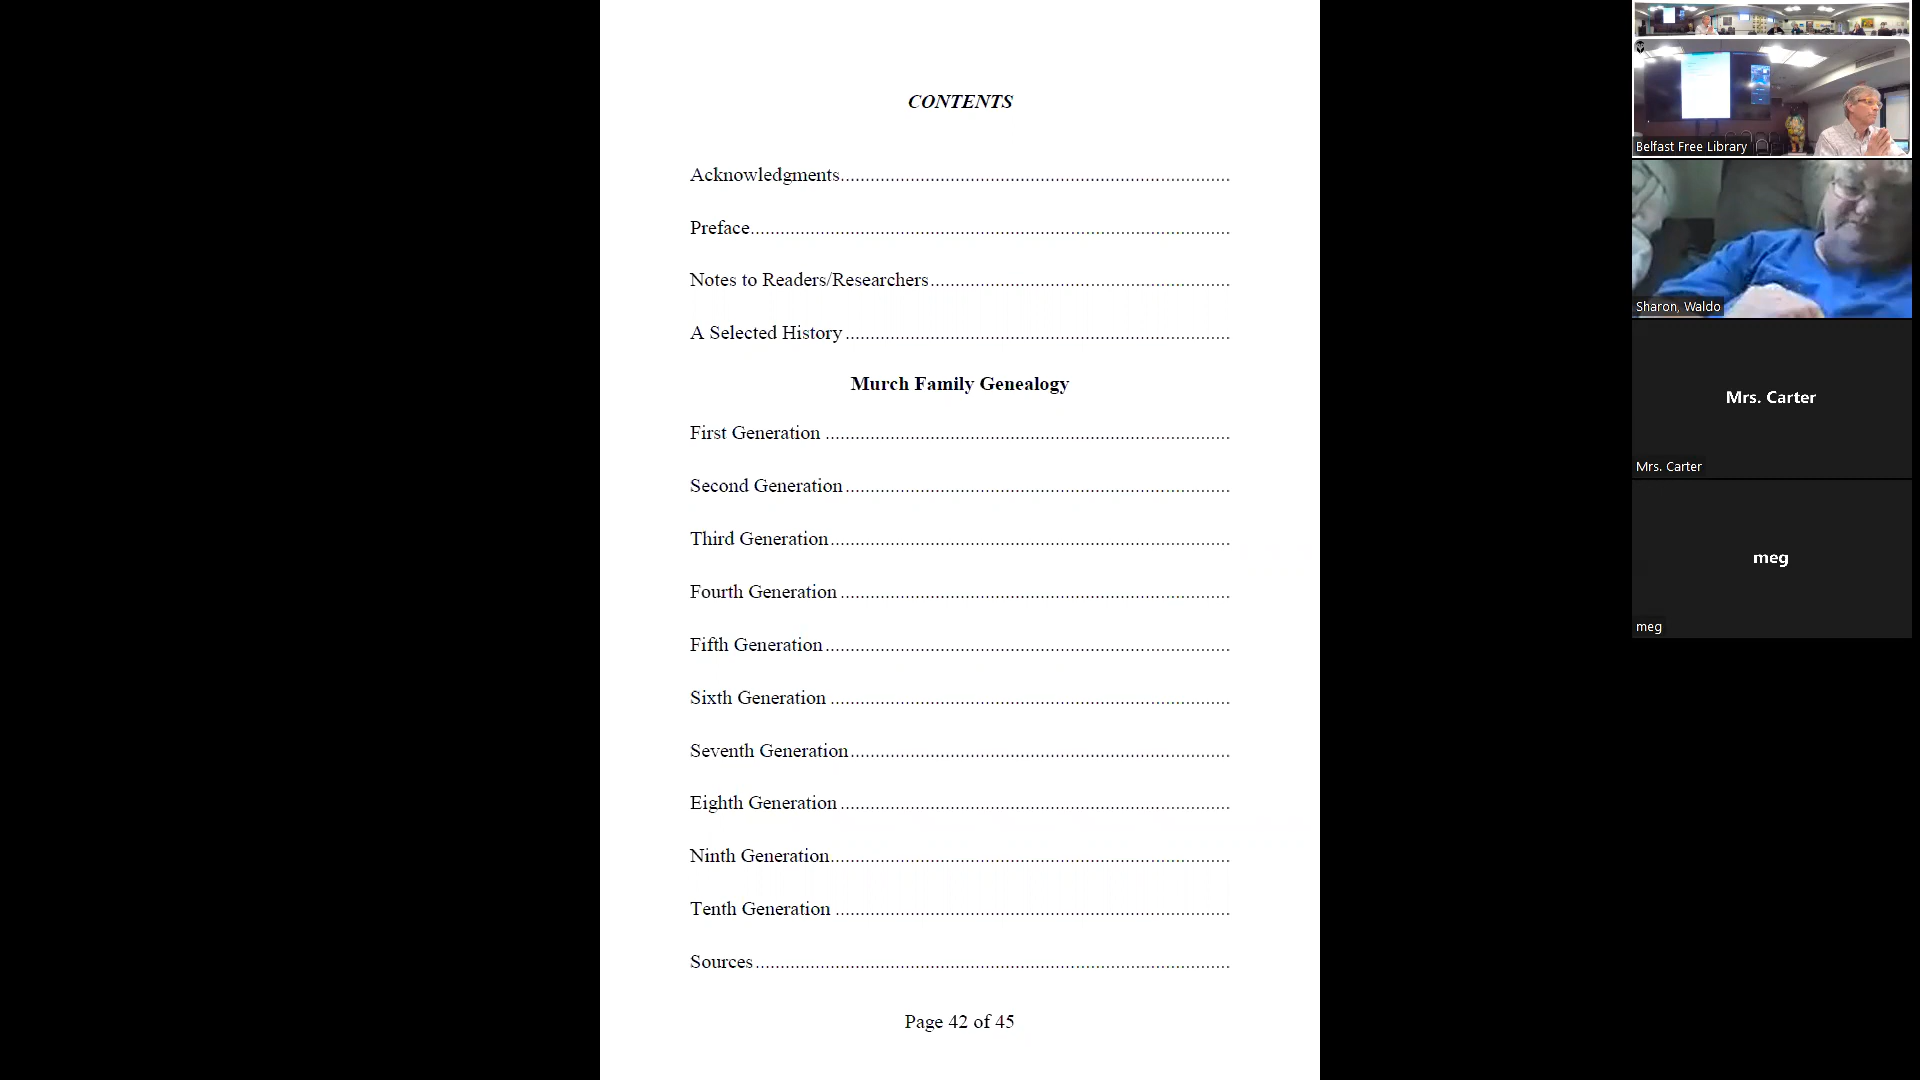 CONTENTS
Acknowledgments................................................................................
Preface..................................................................................................
Notes to Readers/Researchers.............................................................
A Selected History ...............................................................................
Murch Family Genealogy
First Generation ...................................................................................
Second Generation...............................................................................
Third Generation..................................................................................
Fourth Generation ................................................................................
Fifth Generation...................................................................................
Sixth Generation ..................................................................................
Seventh Generation..............................................................................
Eighth Generation ................................................................................
Ninth Generation..................................................................................
Tenth Generation .................................................................................
Sources.................................................................................................
Page 42 of 45
Belfast Free Library
Sharon, Waldo
Mrs. Carter
Mrs. Carter
meg
meg